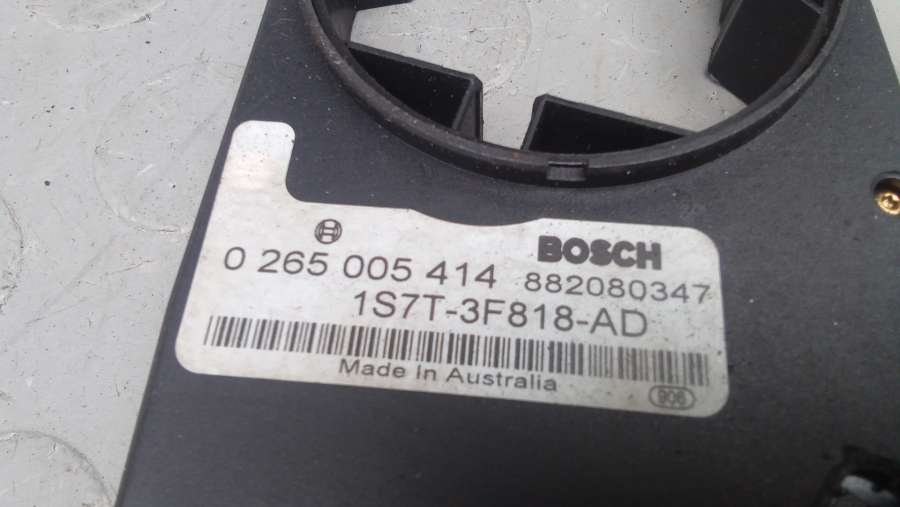 BOSCH
0 265 005 414 882080347
1S7T-3F818-AD
Made In Australia
906